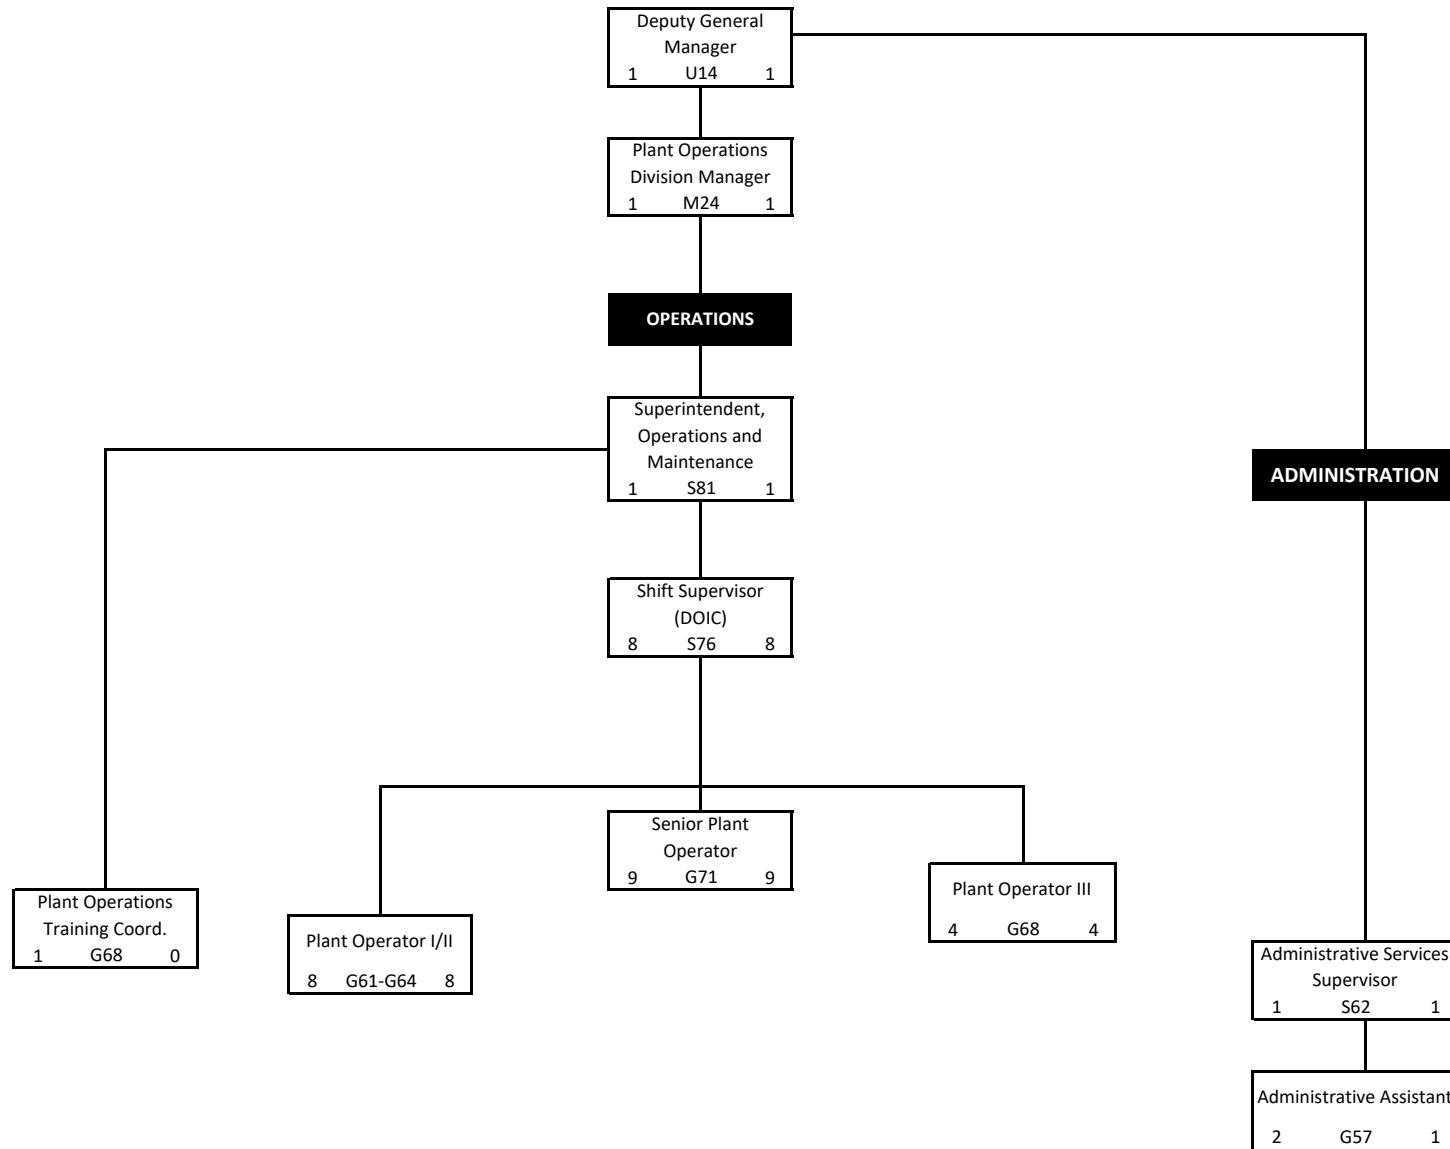 Deputy General
Manager
1 U14 1
Plant Operations
Division Manager
1 M24 1
OPERATIONS
Superintendent,
Operations and
Maintenance
1 S81 1
ADMINISTRATION
Shift Supervisor
(DOIC)
8 S76 8
Senior Plant
Operator
9 G71 9
Plant Operator III
4 G68 4
Plant Operations
Training Coord.
1 G68 0
Plant Operator I/II
8 G61-G64 8
Administrative Services
Supervisor
1 S62 1
Administrative Assistant
2 G57 1